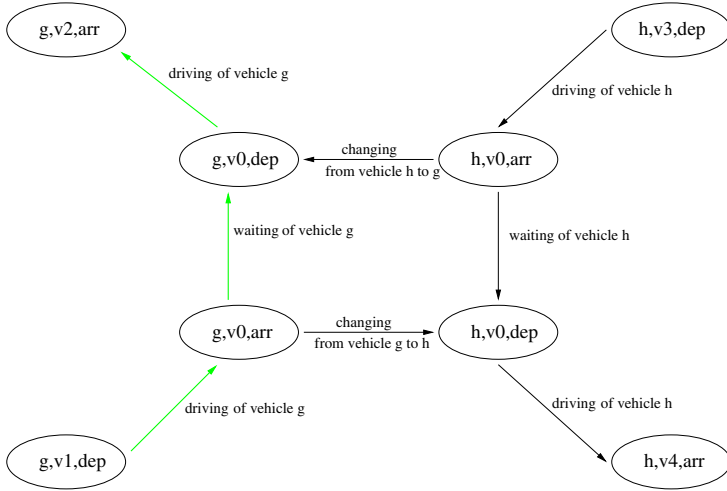 g,v2,arr
h,v3,dep
driving of vehicle g
driving of vehicle h
g,v0,dep
changing
from vehicle h to g
h,v0,arr
waiting of vehicle g
waiting of vehicle h
g,v0,arr
changing
from vehicle g to h
h,v0,dep
driving of vehicle g
driving of vehicle h
g,v1,dep
h,v4,arr